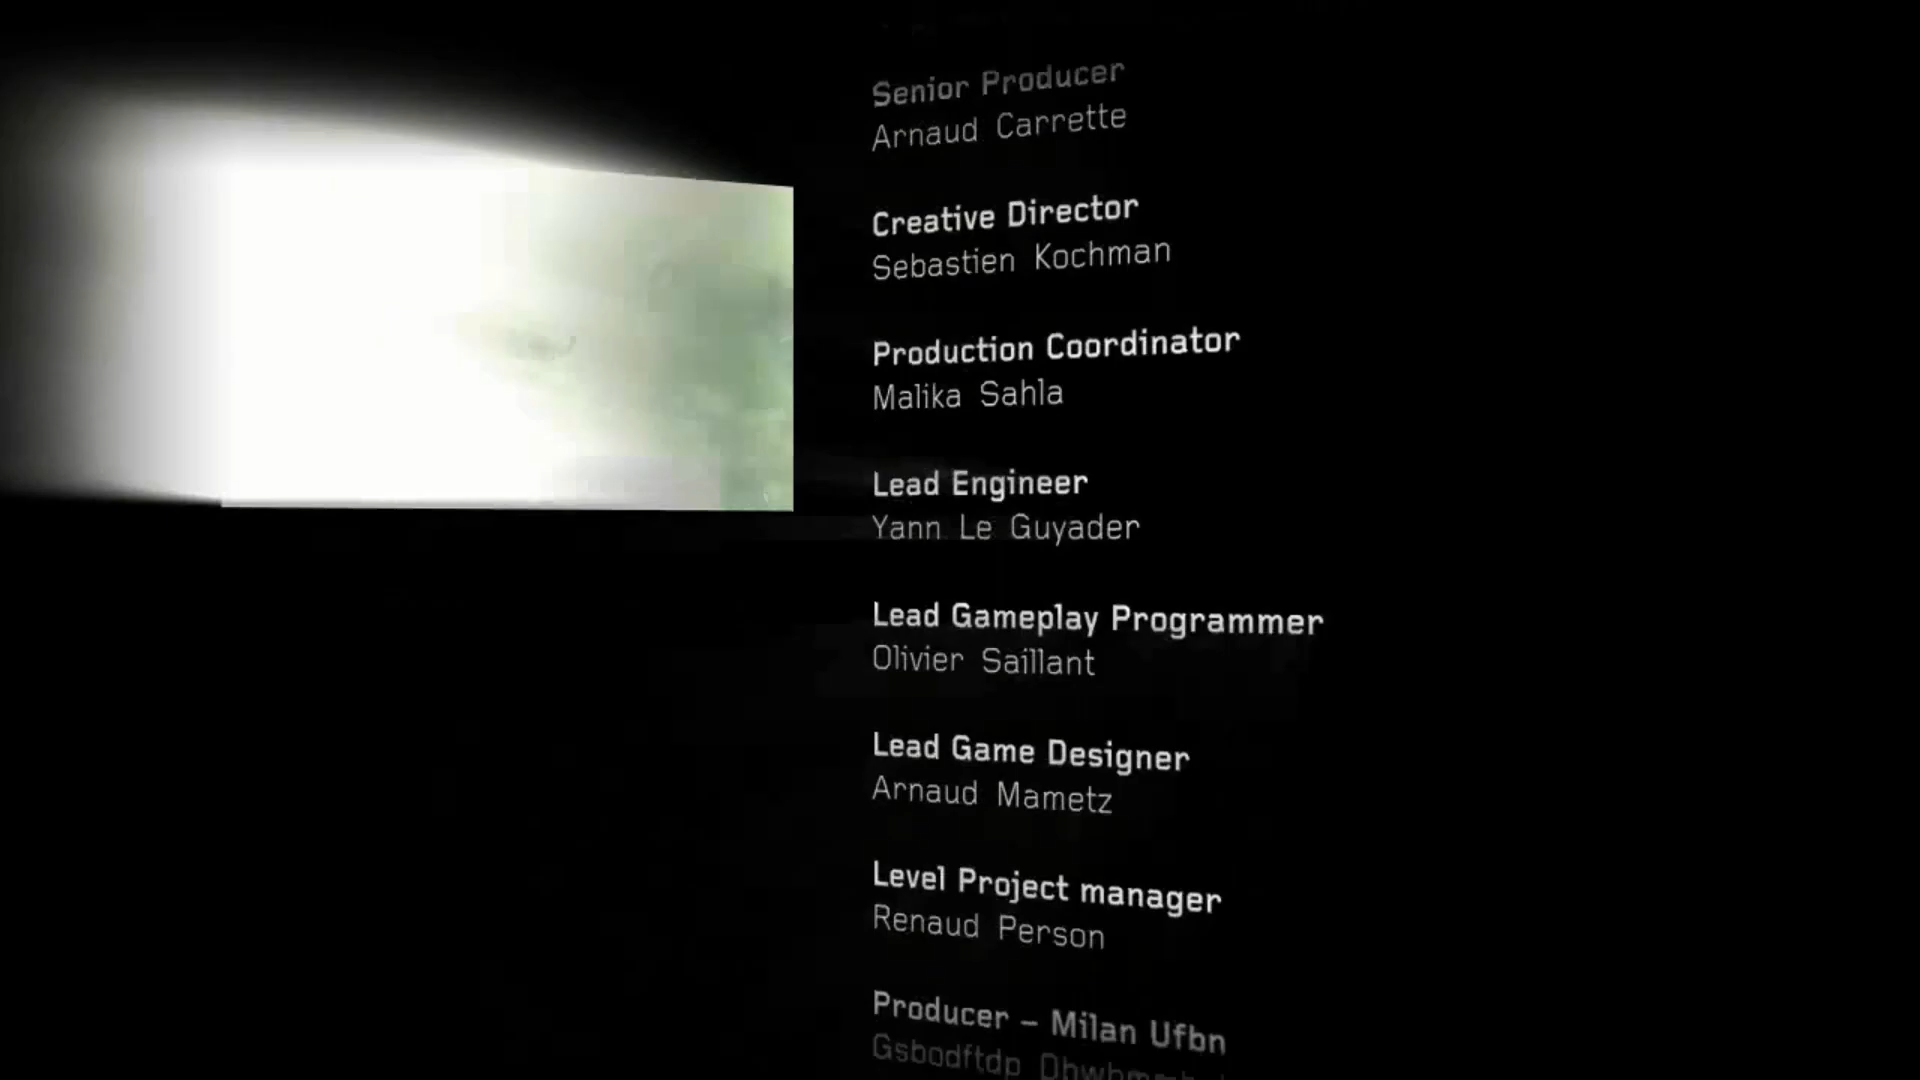 Senior Producer
Arnaud Carrette
Creative Director
Sebastien Kochman
Production Coordinator
Malika Sahla
Lead Engineer
Yann Le Guyader
Lead Gameplay Programmer
Olivier Saillant
Lead Game Designer
Arnaud Mametz
Level Project manager
Renaud Person
Producer – Milan Ufbn
Gsbodftdp